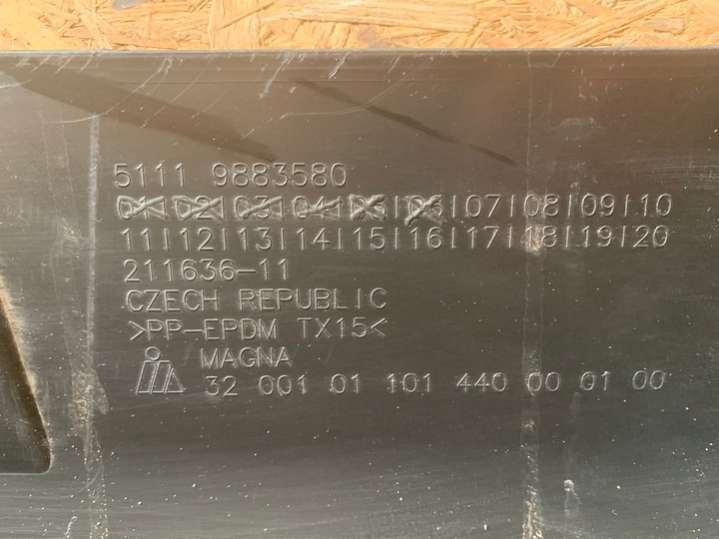 5111 9883580
01|02|03|04|05|06|07|08|09|10
11|12|13|14|15|16|17|18|19|20
211636-11
CZECH REPUBLIC
>PP-EPDM TX15<
MAGNA
32 001 01 101 440 00 01 00